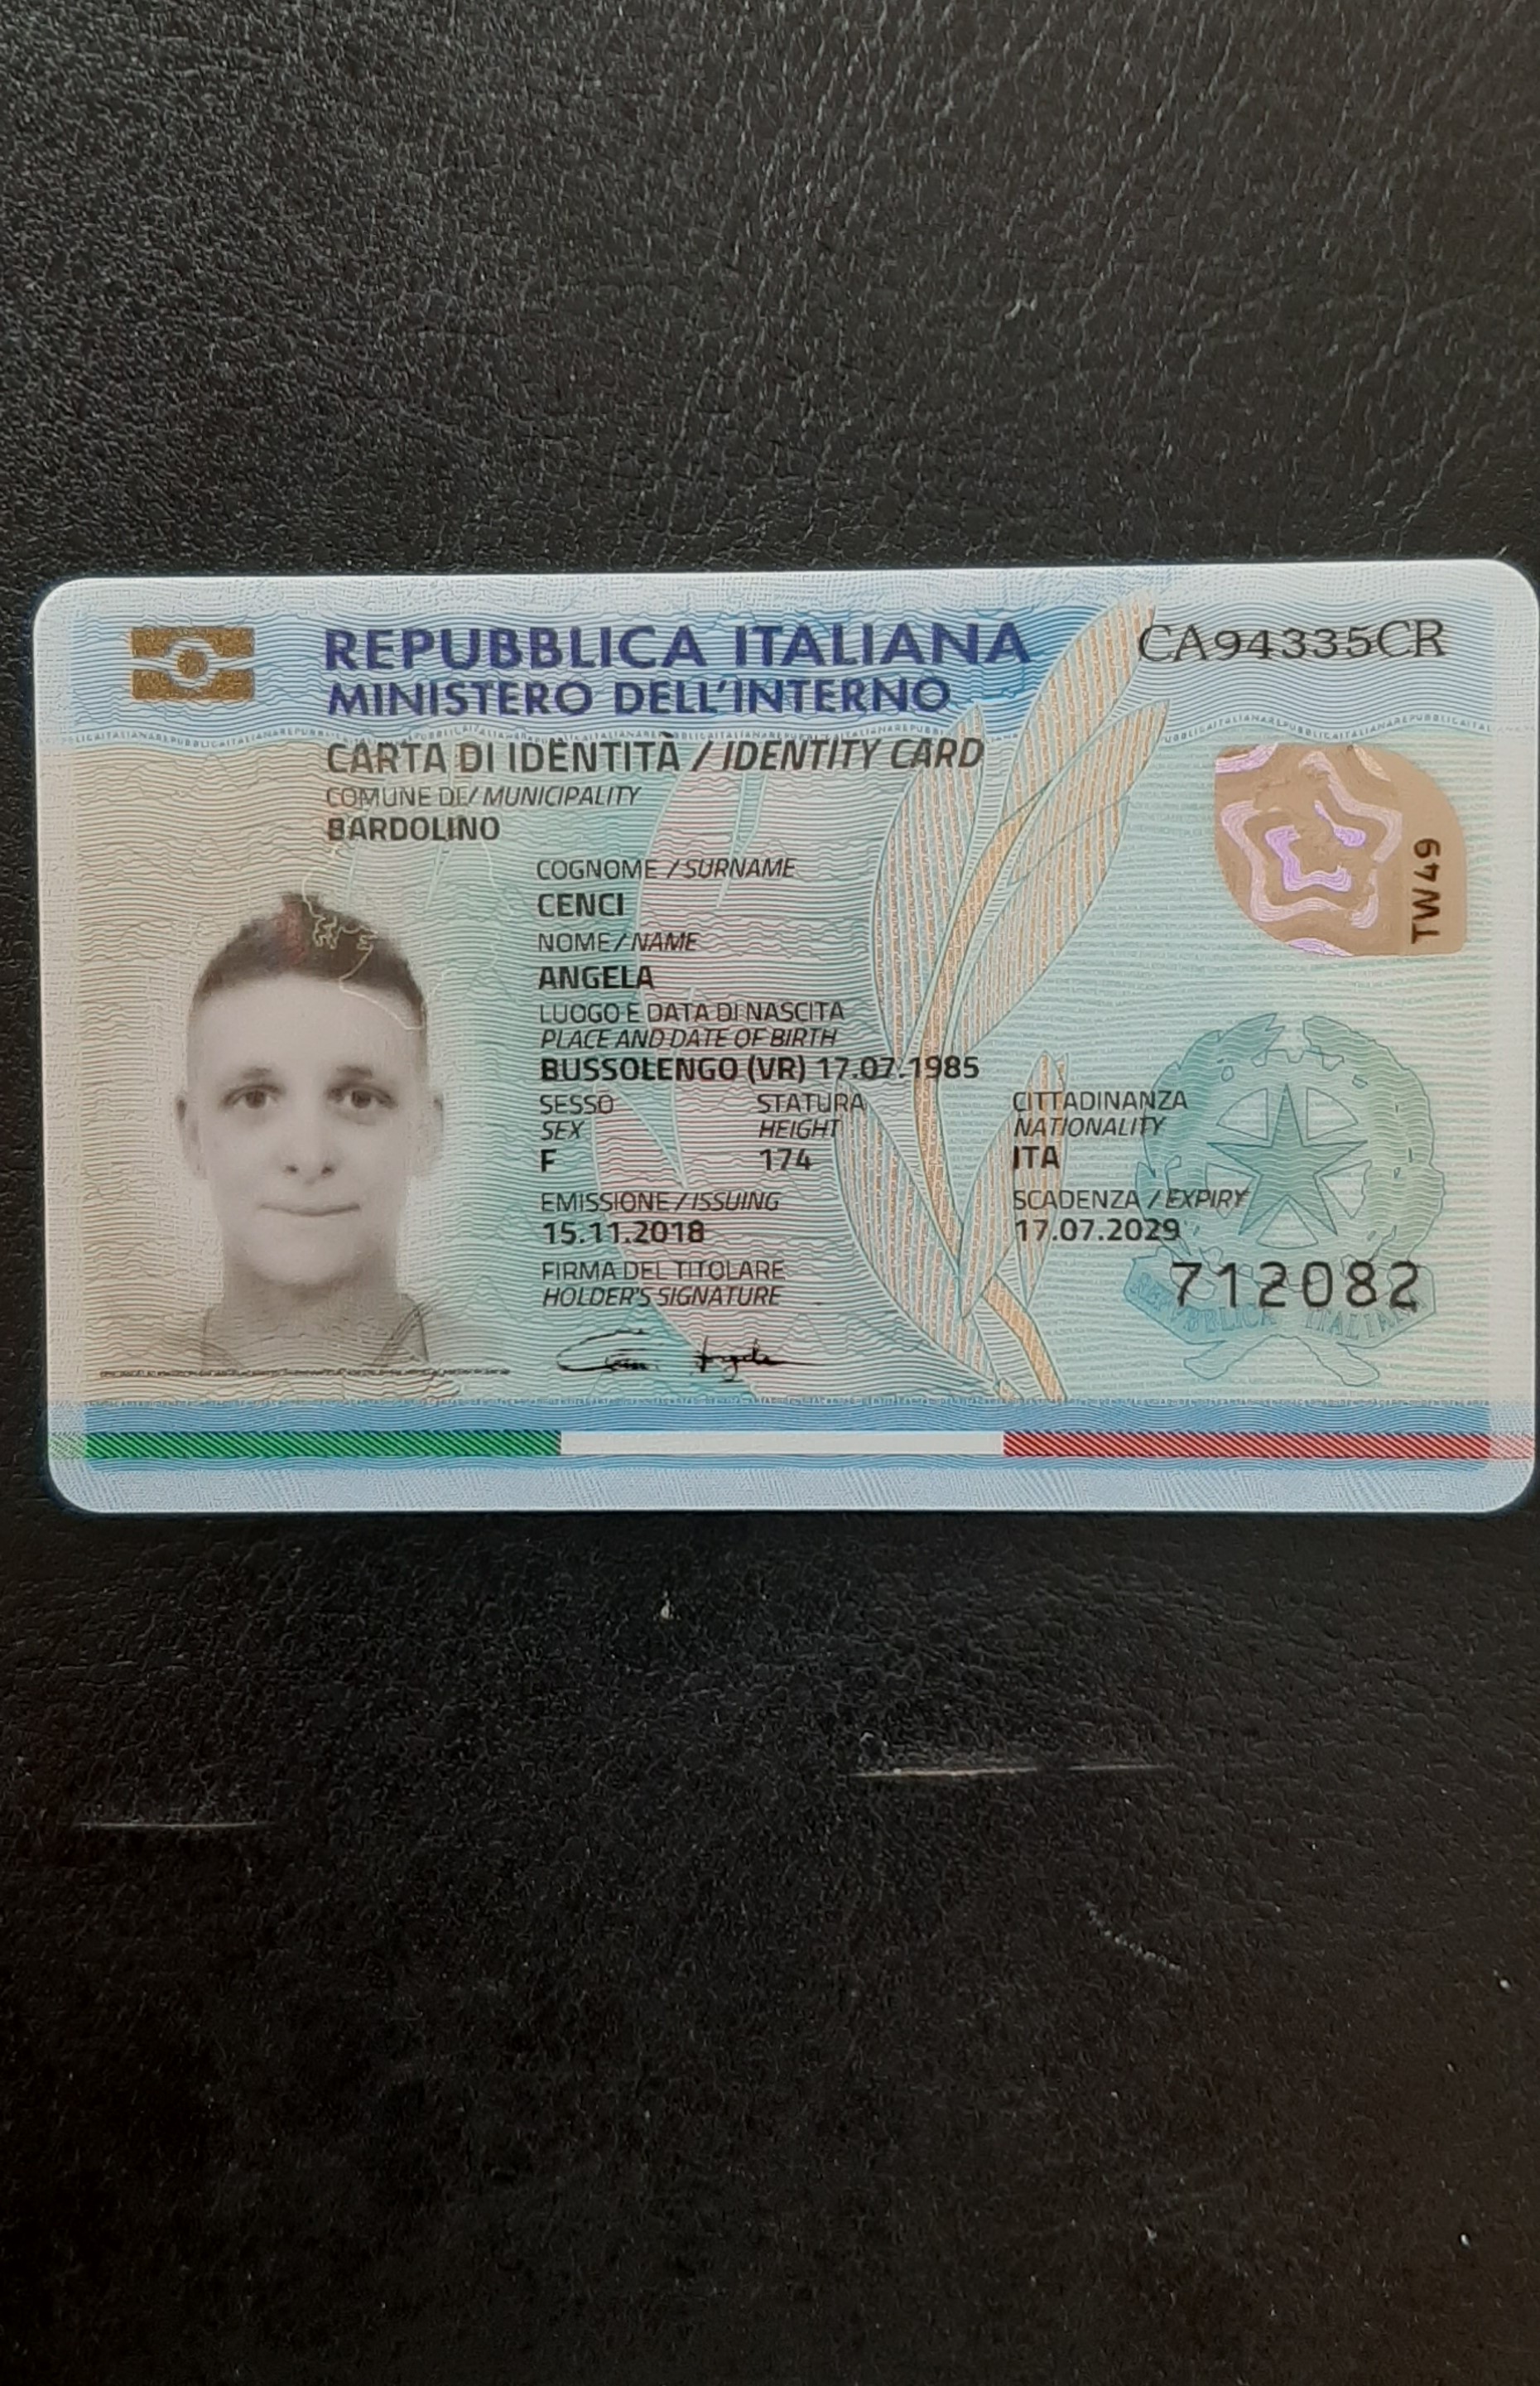 REPUBBLICA ITALIANA
CA94335CR
MINISTERO DELL'INTERNO
CARTA DI IDENTITÀ / IDENTITY CARD
COMUNE DI / MUNICIPALITY
BARDOLINO
TW49
COGNOME / SURNAME
CENCI
NOME / NAME
ANGELA
LUOGO E DATA DI NASCITA
PLACE AND DATE OF BIRTH
BUSSOLENGO (VR) 17.07.1985
SESSO STATURA CITTADINANZA
SEX HEIGHT NATIONALITY
F 174 ITA
EMISSIONE / ISSUING SCADENZA / EXPIRY
15.11.2018 17.07.2029
FIRMA DEL TITOLARE
HOLDER'S SIGNATURE
712082
REPVBBLICA ITALIANA
Angela